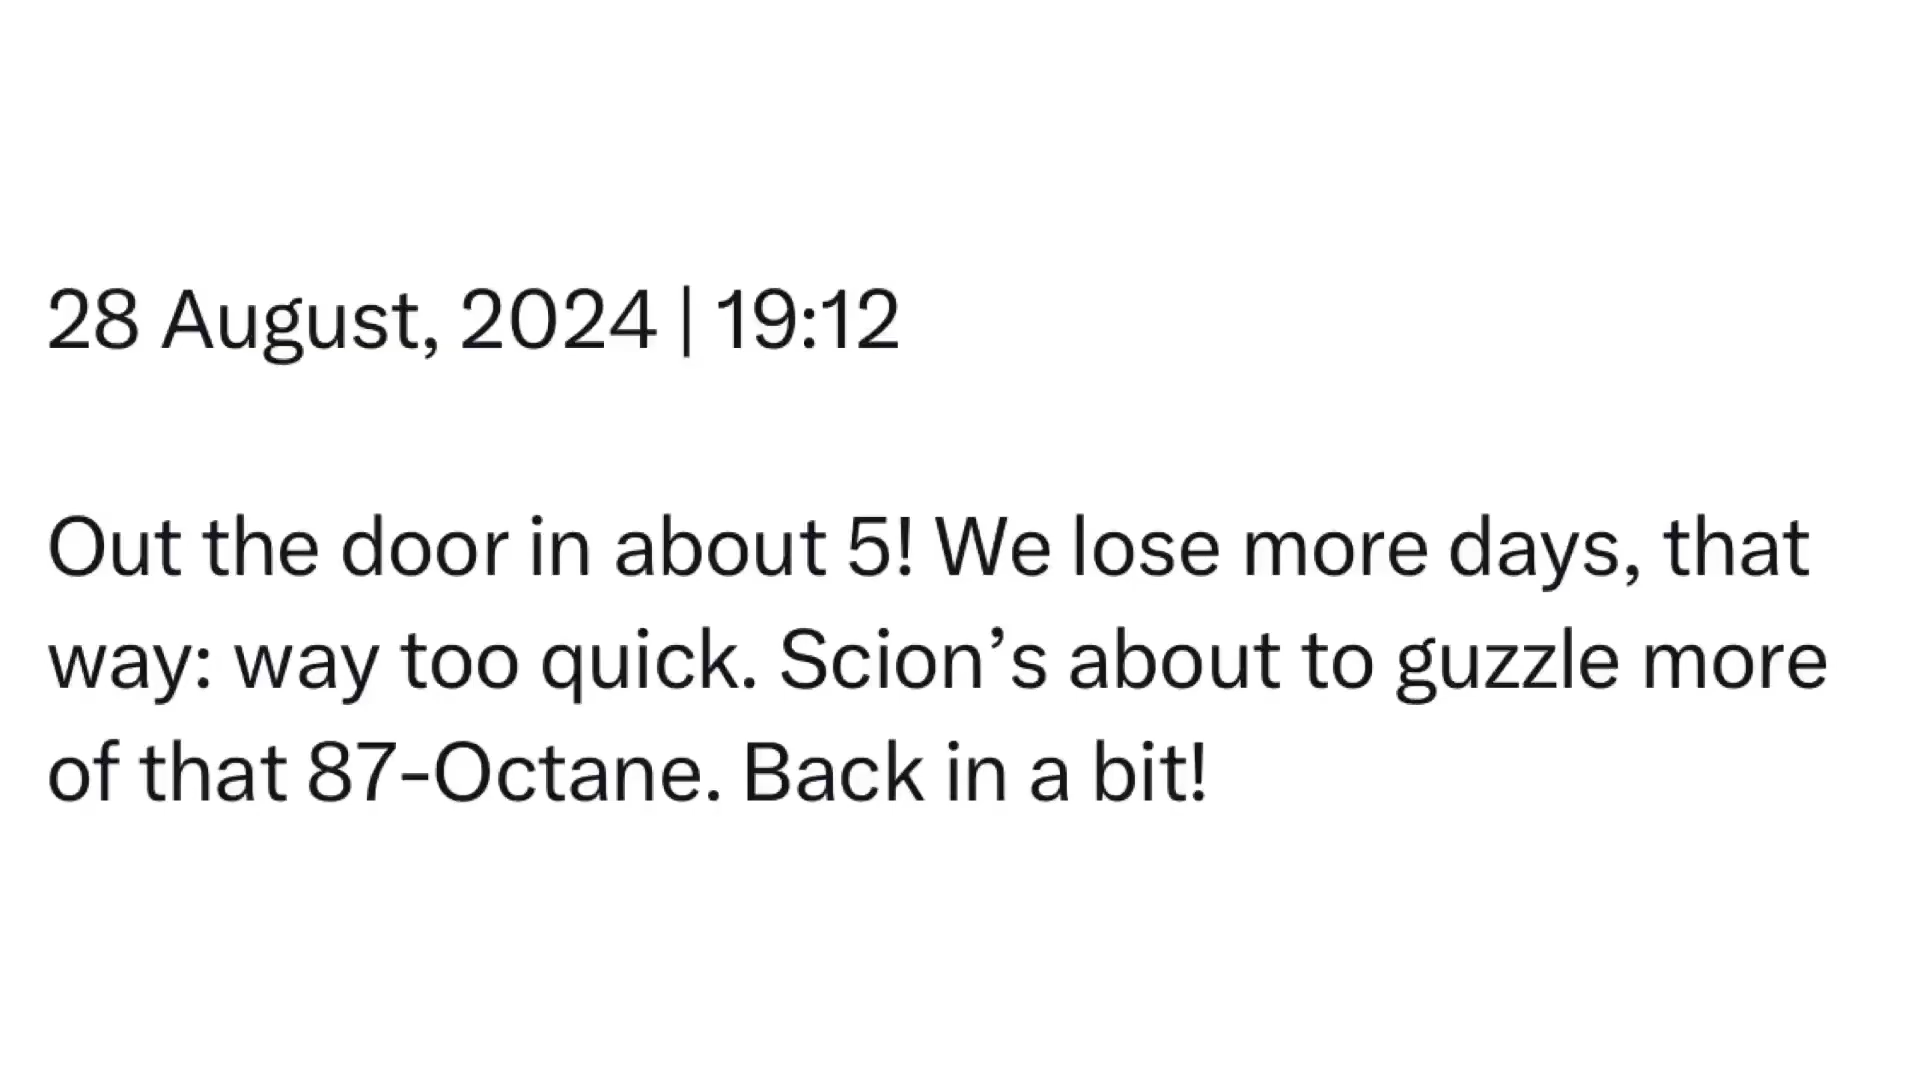 28 August, 2024 | 19:12
Out the door in about 5! We lose more days, that
way: way too quick. Scion’s about to guzzle more
of that 87-Octane. Back in a bit!